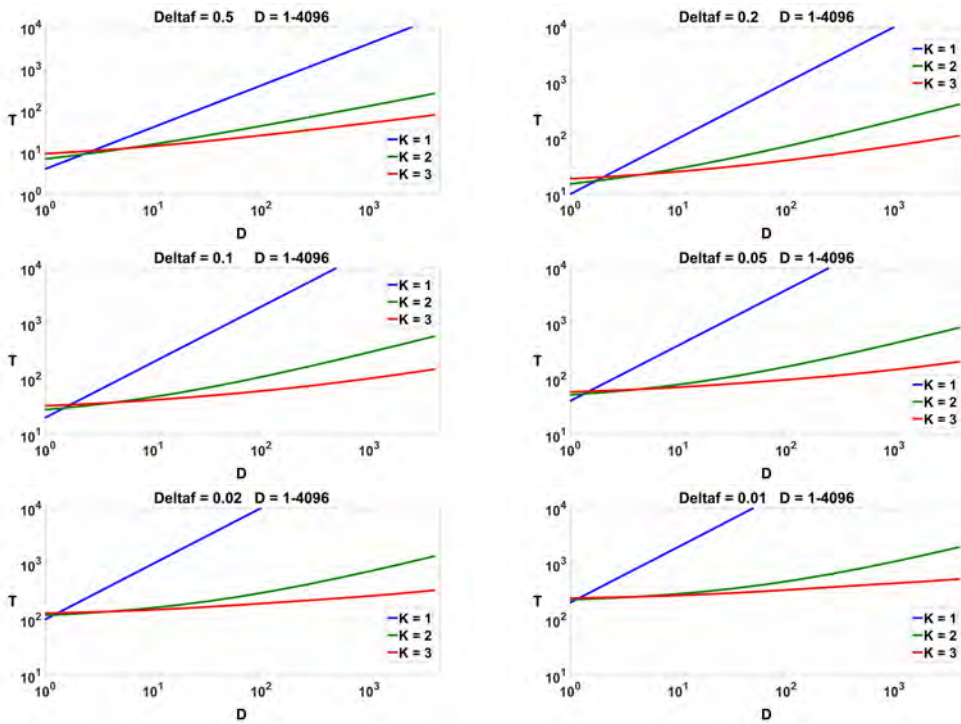 Deltaf = 0.5 D = 1-4096
10^4
10^3
10^2
10^1
10^0
T
K = 1
K = 2
K = 3
10^0 10^1 10^2 10^3
D
Deltaf = 0.2 D = 1-4096
10^4
10^3
10^2
10^1
T
K = 1
K = 2
K = 3
10^0 10^1 10^2 10^3
D
Deltaf = 0.1 D = 1-4096
10^4
10^3
10^2
10^1
T
K = 1
K = 2
K = 3
10^0 10^1 10^2 10^3
D
Deltaf = 0.05 D = 1-4096
10^4
10^3
10^2
10^1
T
K = 1
K = 2
K = 3
10^0 10^1 10^2 10^3
D
Deltaf = 0.02 D = 1-4096
10^4
10^3
10^2
10^1
T
K = 1
K = 2
K = 3
10^0 10^1 10^2 10^3
D
Deltaf = 0.01 D = 1-4096
10^4
10^3
10^2
10^1
T
K = 1
K = 2
K = 3
10^0 10^1 10^2 10^3
D